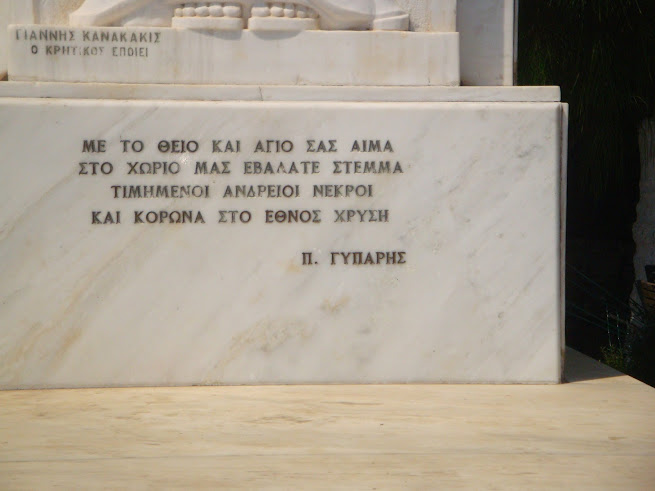 ΓΙΑΝΝΗΣ ΚΑΝΑΚΑΚΙΣ
Ο ΚΡΗΤΙΚΟΣ ΕΠΟΙΕΙ
ΜΕ ΤΟ ΘΕΙΟ ΚΑΙ ΑΓΙΟ ΣΑΣ ΑΙΜΑ
ΣΤΟ ΧΩΡΙΟ ΜΑΣ ΕΒΑΛΑΤΕ ΣΤΕΜΜΑ
ΤΙΜΗΜΕΝΟΙ ΑΝΔΡΕΙΟΙ ΝΕΚΡΟΙ
ΚΑΙ ΚΟΡΩΝΑ ΣΤΟ ΕΘΝΟΣ ΧΡΥΣΗ
Π. ΓΥΠΑΡΗΣ